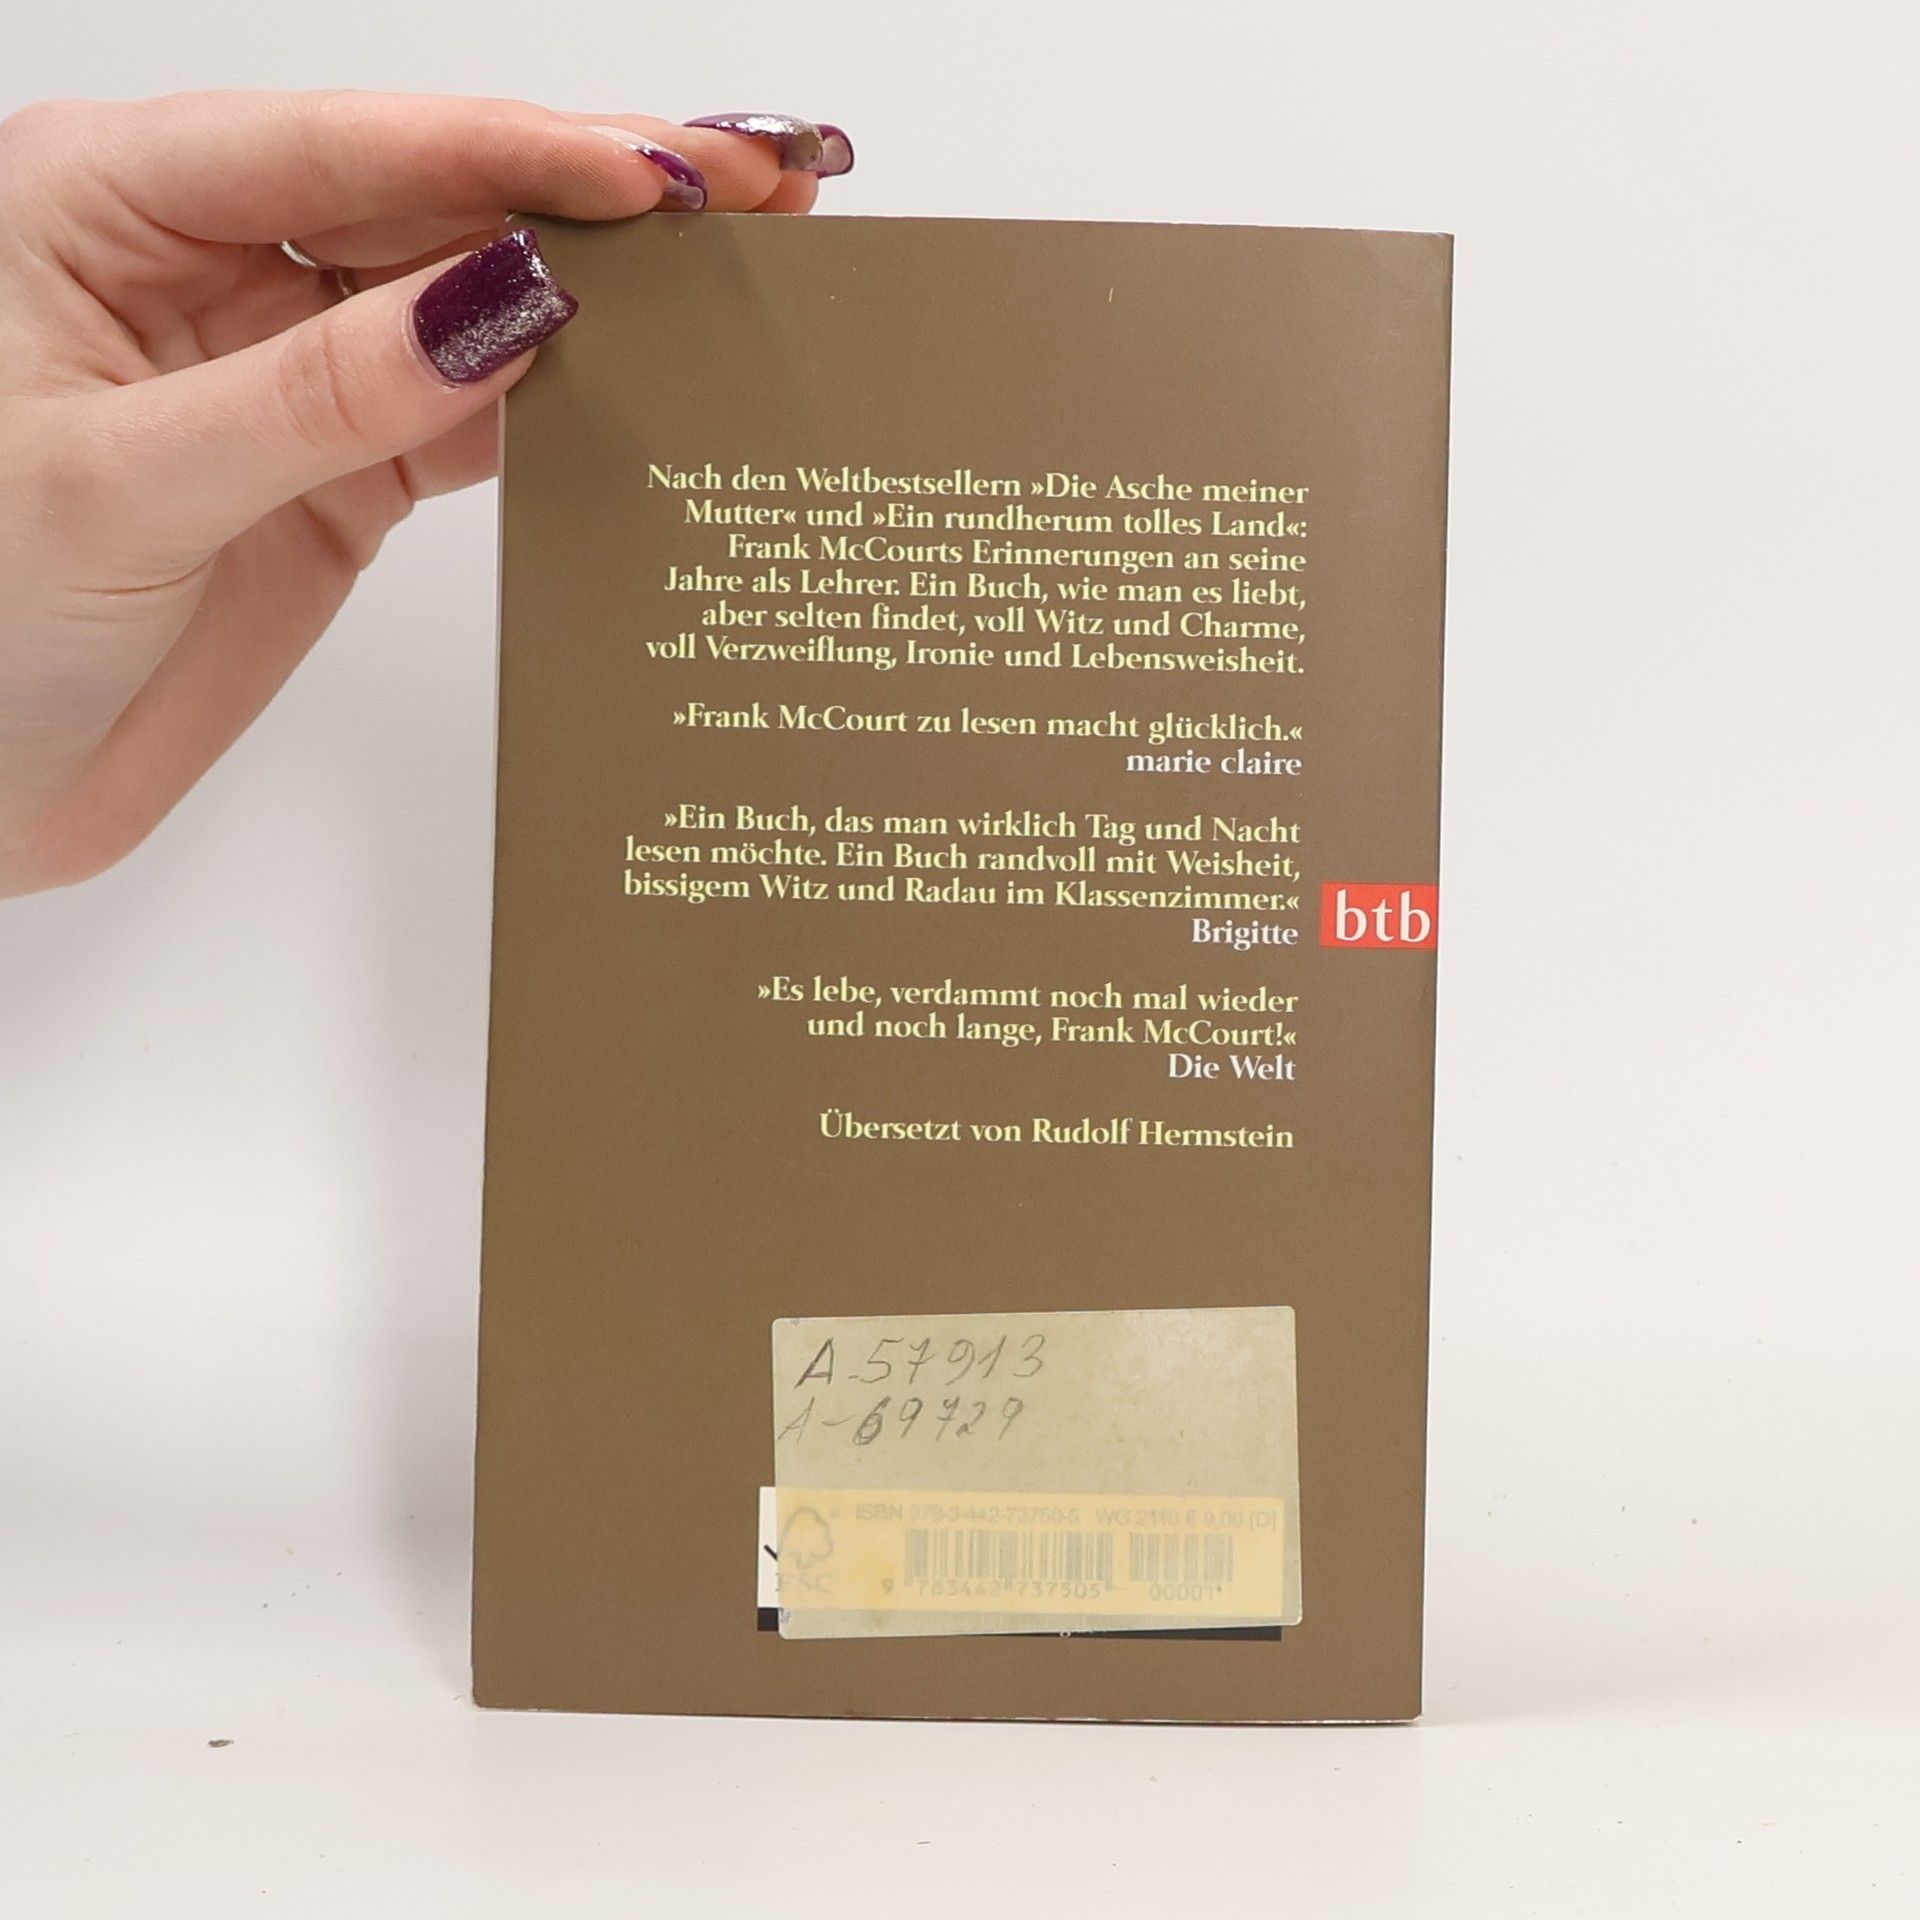 Nach den Weltbestsellern »Die Asche meiner
Mutter« und »Ein rundherum tolles Land«:
Frank McCourts Erinnerungen an seine
Jahre als Lehrer. Ein Buch, wie man es liebt,
aber selten findet, voll Witz und Charme,
voll Verzweiflung, Ironie und Lebensweisheit.
»Frank McCourt zu lesen macht glücklich.«
marie claire
»Ein Buch, das man wirklich Tag und Nacht
lesen möchte. Ein Buch randvoll mit Weisheit,
bissigem Witz und Radau im Klassenzimmer.«
Brigitte
btb
»Es lebe, verdammt noch mal wieder
und noch lange, Frank McCourt!«
Die Welt
Übersetzt von Rudolf Hermstein
A-57913
A-69729
ISBN 978-3-442-73750-5 WG 2110 € 9,00 [D]
FSC
9 783442 737505 00001